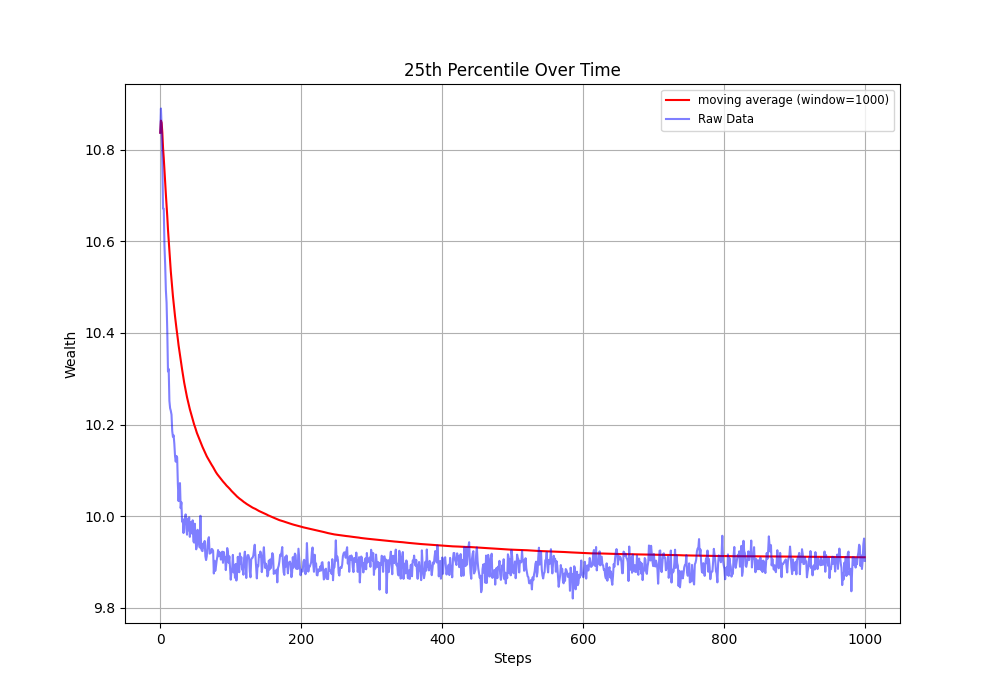 25th Percentile Over Time
moving average (window=1000)
Raw Data
Wealth
10.8
10.6
10.4
10.2
10.0
9.8
0
200
400
600
800
1000
Steps